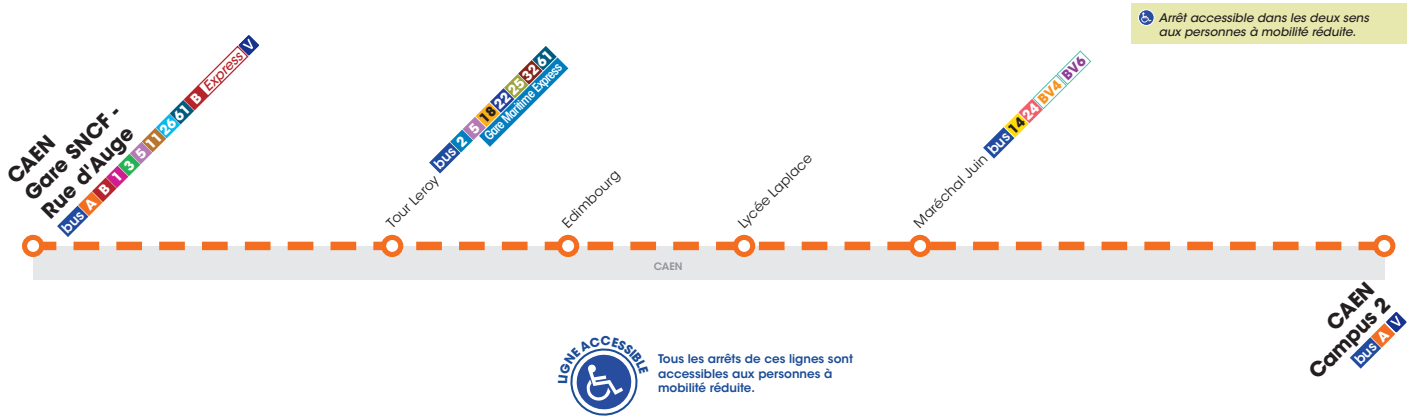 Arrêt accessible dans les deux sens
aux personnes à mobilité réduite.
CAEN
Gare SNCF -
Rue d'Auge
bus A B 1 3 5 11 26 61 B Express V
Tour Leroy bus 2 5 18 22 25 32 61
Gare Maritime Express
Edimbourg
Lycée Laplace
Maréchal Juin bus 14 24 BV4 BV6
CAEN
CAEN
Campus 2
bus A V
LIGNE ACCESSIBLE
Tous les arrêts de ces lignes sont
accessibles aux personnes à
mobilité réduite.